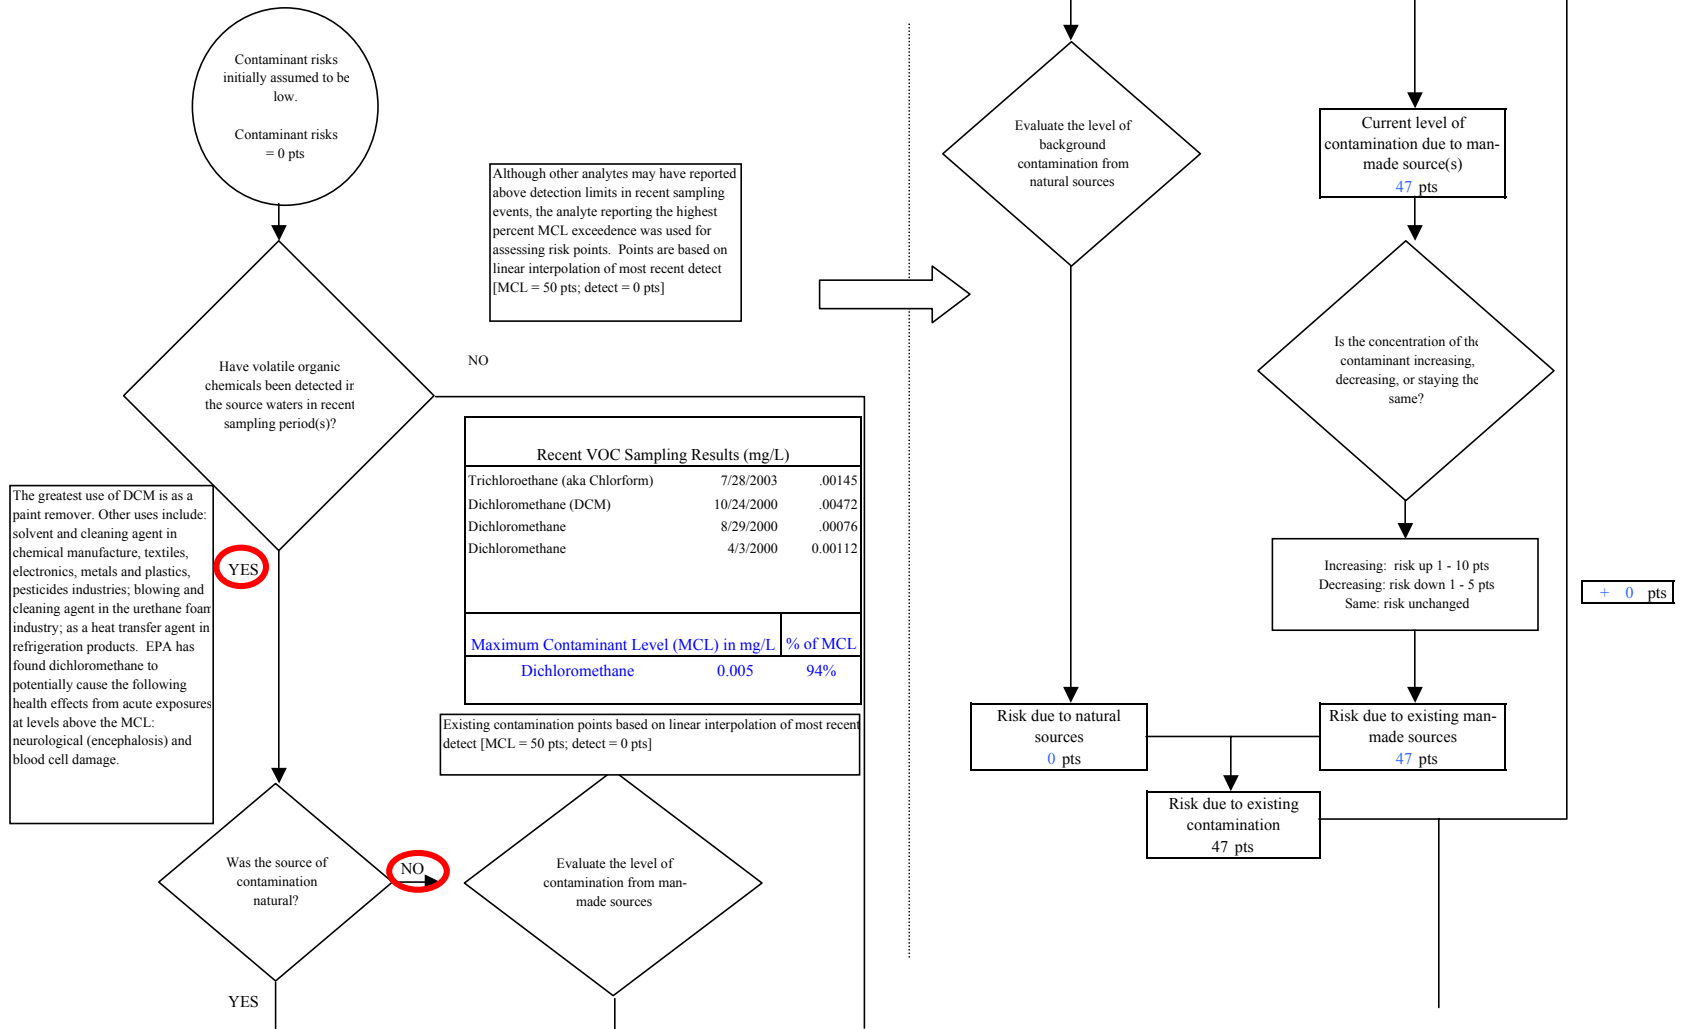 Contaminant risks
initially assumed to be
low.
Contaminant risks
= 0 pts
Although other analytes may have reported
above detection limits in recent sampling
events, the analyte reporting the highest
percent MCL exceedence was used for
assessing risk points.  Points are based on
linear interpolation of most recent detect
[MCL = 50 pts; detect = 0 pts]
Have volatile organic
chemicals been detected in
the source waters in recent
sampling period(s)?
NO
Recent VOC Sampling Results (mg/L)
Trichloroethane (aka Chlorform) 7/28/2003 .00145
Dichloromethane (DCM) 10/24/2000 .00472
Dichloromethane 8/29/2000 .00076
Dichloromethane 4/3/2000 0.00112
Maximum Contaminant Level (MCL) in mg/L % of MCL
Dichloromethane 0.005 94%
The greatest use of DCM is as a
paint remover. Other uses include:
solvent and cleaning agent in
chemical manufacture, textiles,
electronics, metals and plastics,
pesticides industries; blowing and
cleaning agent in the urethane foam
industry; as a heat transfer agent in
refrigeration products.  EPA has
found dichloromethane to
potentially cause the following
health effects from acute exposures
at levels above the MCL:
neurological (encephalosis) and
blood cell damage.
YES
Existing contamination points based on linear interpolation of most recent
detect [MCL = 50 pts; detect = 0 pts]
Was the source of
contamination
natural?
NO
Evaluate the level of
contamination from man-
made sources
YES
Evaluate the level of
background
contamination from
natural sources
Current level of
contamination due to man-
made source(s)
47 pts
Is the concentration of the
contaminant increasing,
decreasing, or staying the
same?
Increasing:  risk up 1 - 10 pts
Decreasing: risk down 1 - 5 pts
Same: risk unchanged
+ 0 pts
Risk due to natural
sources
0 pts
Risk due to existing man-
made sources
47 pts
Risk due to existing
contamination
47 pts